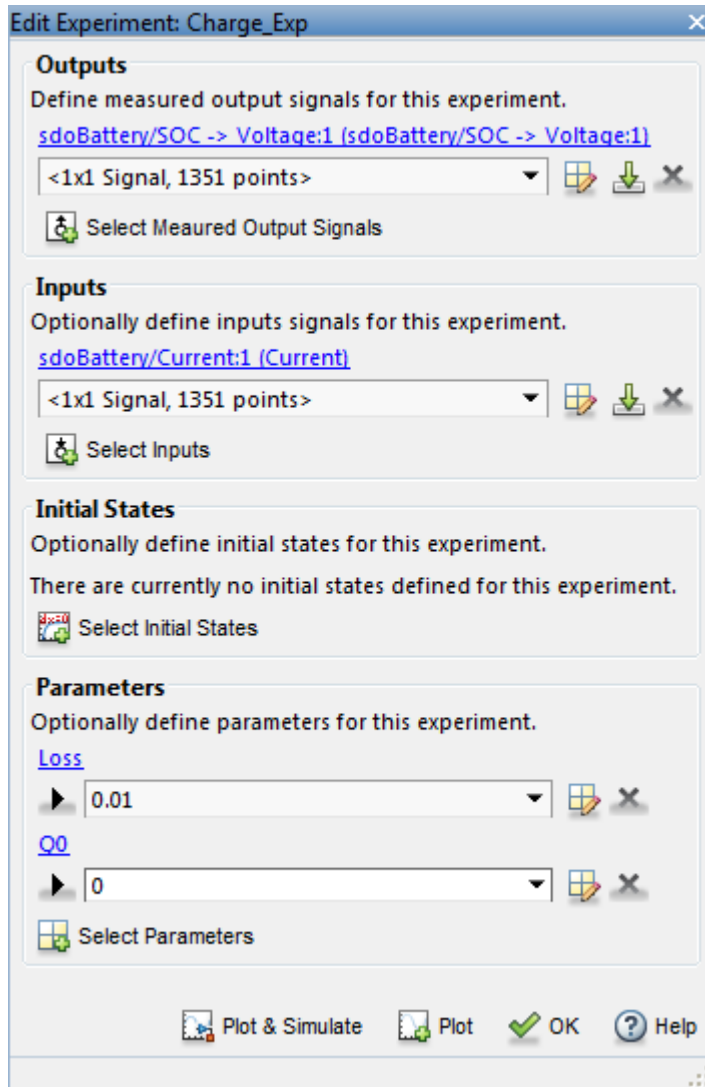 Edit Experiment: Charge_Exp
Outputs
Define measured output signals for this experiment.
sdoBattery/SOC -> Voltage:1 (sdoBattery/SOC -> Voltage:1)
<1x1 Signal, 1351 points>
Select Meaured Output Signals
Inputs
Optionally define inputs signals for this experiment.
sdoBattery/Current:1 (Current)
<1x1 Signal, 1351 points>
Select Inputs
Initial States
Optionally define initial states for this experiment.
There are currently no initial states defined for this experiment.
Select Initial States
Parameters
Optionally define parameters for this experiment.
Loss
0.01
Q0
0
Select Parameters
Plot & Simulate Plot OK Help